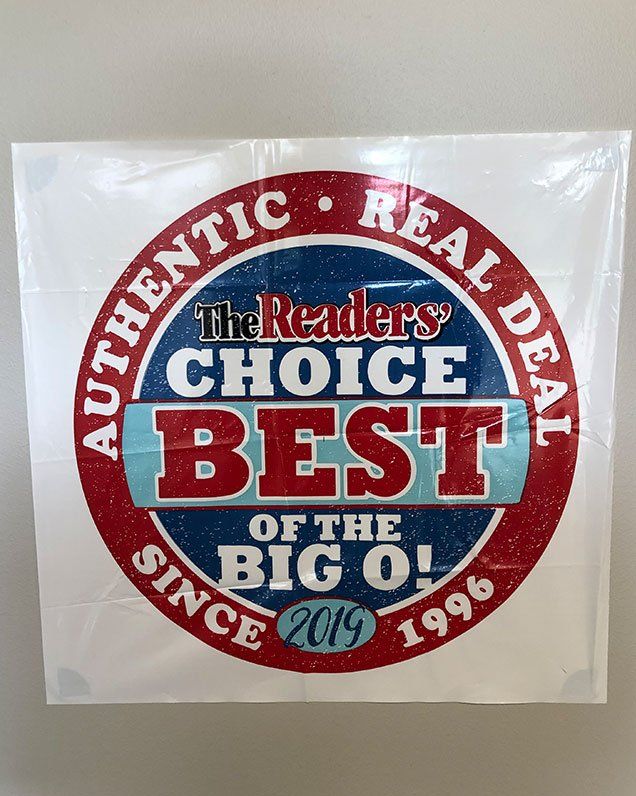 AUTHENTIC • REAL DEAL
The Readers'
CHOICE
BEST
OF THE
BIG O!
SINCE 1996
2019